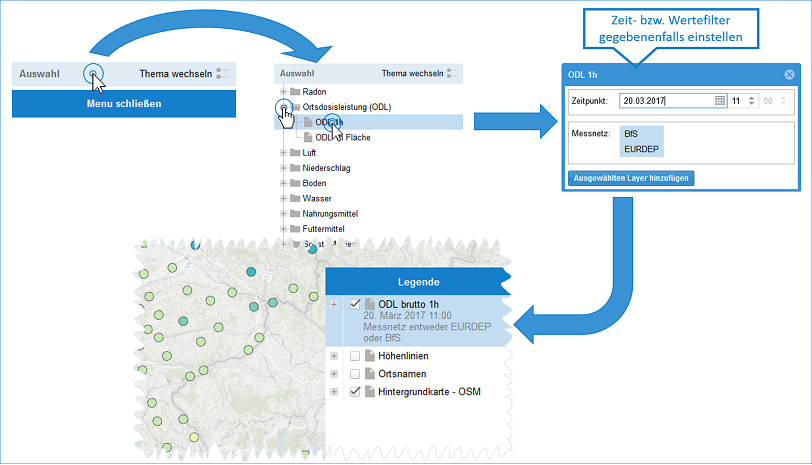 Zeit- bzw. Wertefilter
gegebenenfalls einstellen
Auswahl Thema wechseln
Menu schließen
Auswahl Thema wechseln
Radon
Ortsdosisleistung (ODL)
ODL 1h
Fläche
Luft
Niederschlag
Boden
Wasser
Nahrungsmittel
Futtermittel
ODL 1h
Zeitpunkt: 20.03.2017 11 00
Messnetz: BfS
EURDEP
Ausgewählten Layer hinzufügen
Legende
ODL brutto 1h
20. März 2017 11:00
Messnetz entweder EURDEP
oder BfS
Höhenlinien
Ortsnamen
Hintergrundkarte - OSM